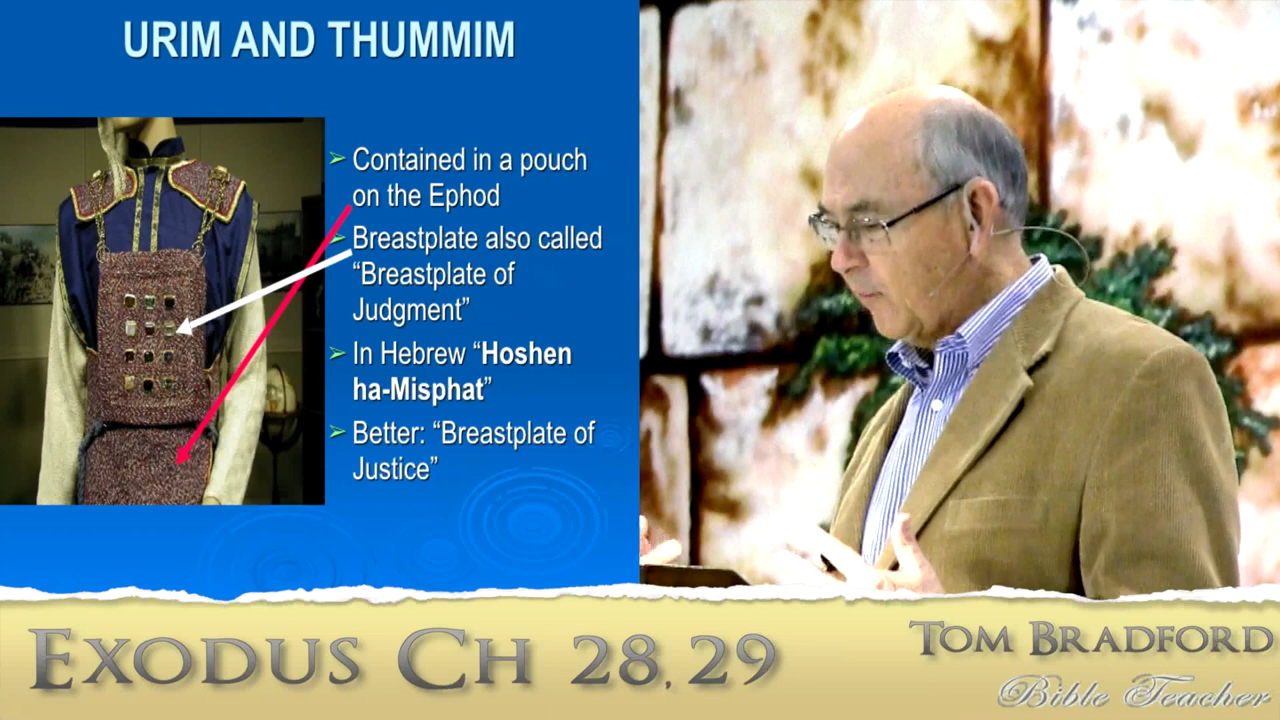 URIM AND THUMMIM
➢ Contained in a pouch
on the Ephod
➢ Breastplate also called
“Breastplate of
Judgment”
➢ In Hebrew “Hoshen
ha-Misphat”
➢ Better: “Breastplate of
Justice”
EXODUS CH 28, 29
TOM BRADFORD
Bible Teacher